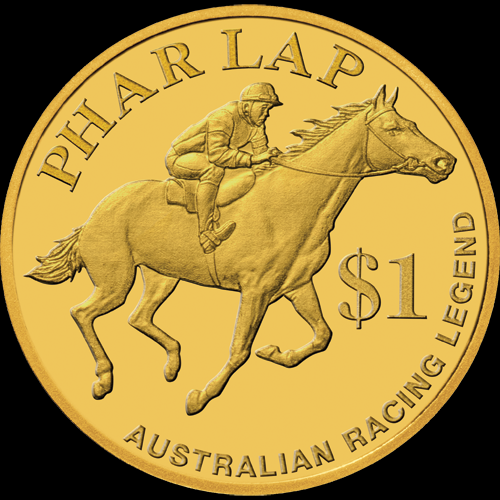 PHAR LAP
$1
AUSTRALIAN RACING LEGEND